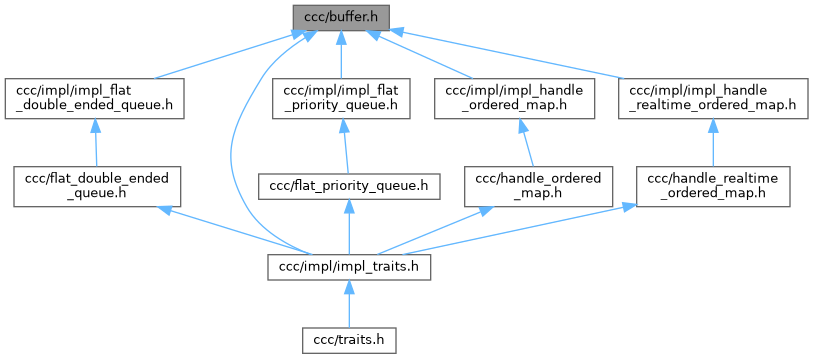 ccc/buffer.h
ccc/impl/impl_flat
_double_ended_queue.h
ccc/impl/impl_flat
_priority_queue.h
ccc/impl/impl_handle
_ordered_map.h
ccc/impl/impl_handle
_realtime_ordered_map.h
ccc/flat_double_ended
_queue.h
ccc/flat_priority_queue.h
ccc/handle_ordered
_map.h
ccc/handle_realtime
_ordered_map.h
ccc/impl/impl_traits.h
ccc/traits.h